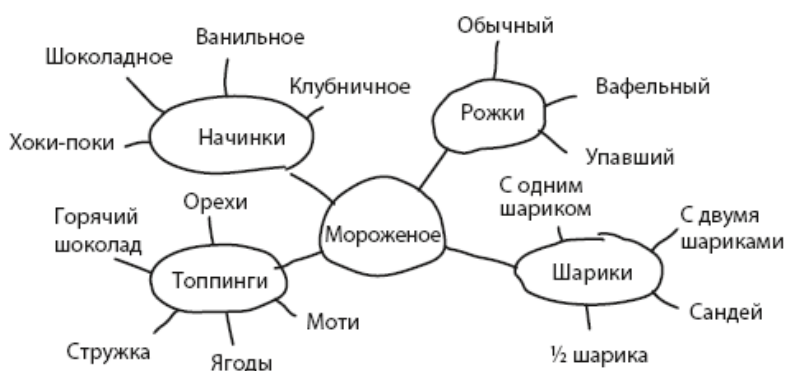 Ванильное
Шоколадное
Клубничное
Хоки-поки
Начинки
Обычный
Вафельный
Рожки
Упавший
Мороженое
Орехи
Горячий
шоколад
Топпинги
Моти
Стружка
Ягоды
С одним
шариком
С двумя
шариками
Шарики
Сандей
½ шарика